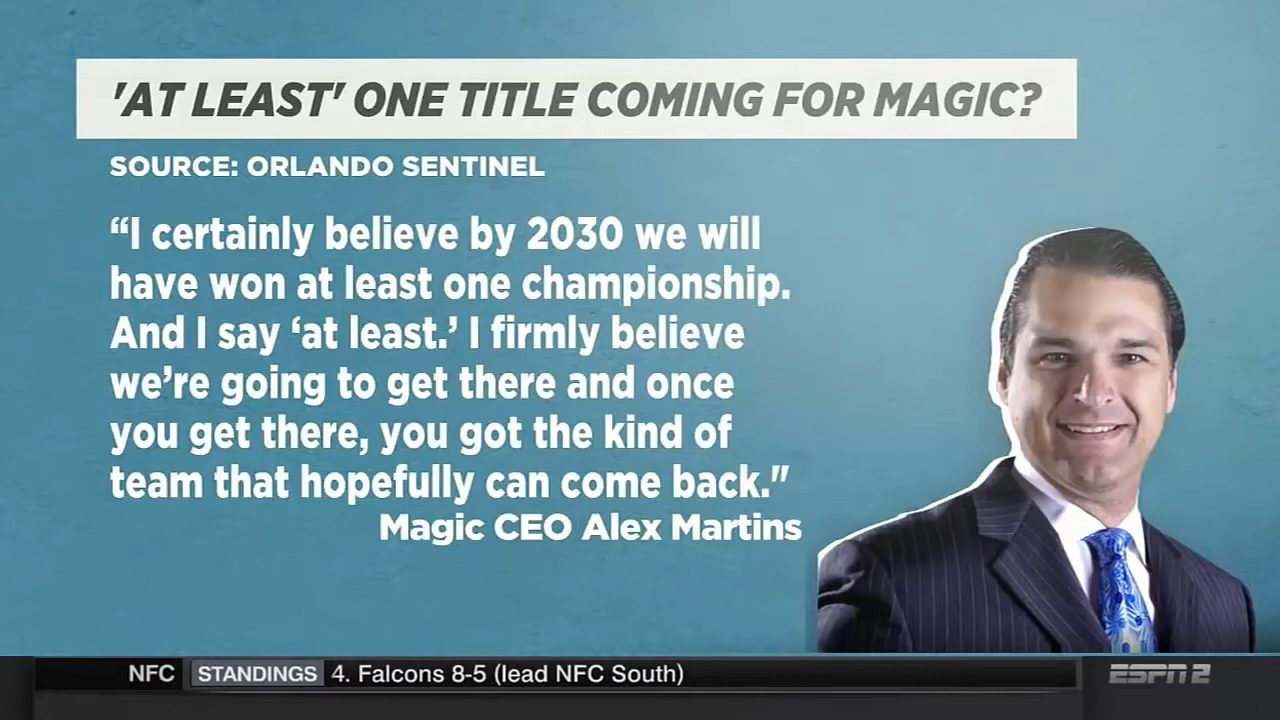 'AT LEAST' ONE TITLE COMING FOR MAGIC?
SOURCE: ORLANDO SENTINEL
“I certainly believe by 2030 we will
have won at least one championship.
And I say ‘at least.’ I firmly believe
we’re going to get there and once
you get there, you got the kind of
team that hopefully can come back."
Magic CEO Alex Martins
NFC STANDINGS 4. Falcons 8-5 (lead NFC South) ESPN2